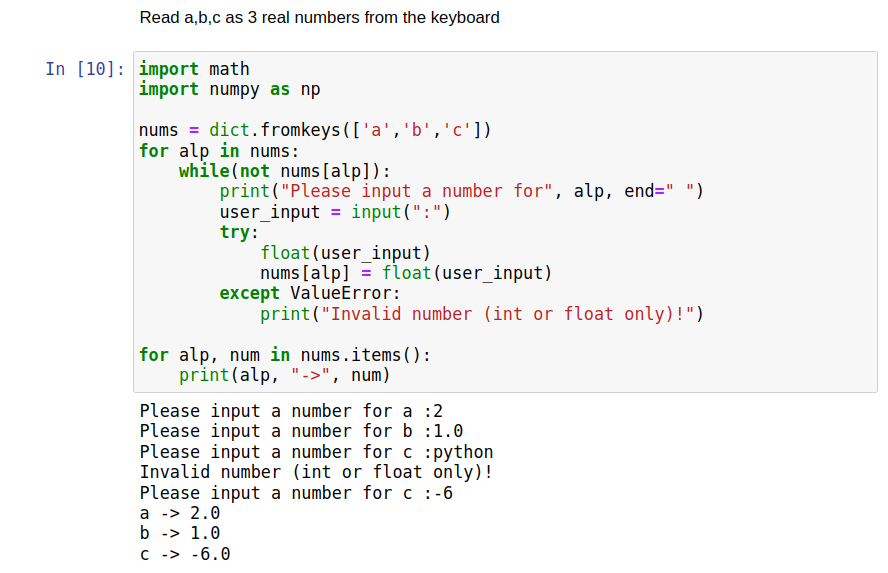 Read a,b,c as 3 real numbers from the keyboard
In [10]: import math
import numpy as np
nums = dict.fromkeys(['a','b','c'])
for alp in nums:
    while(not nums[alp]):
        print("Please input a number for", alp, end=" ")
        user_input = input(":")
        try:
            float(user_input)
            nums[alp] = float(user_input)
        except ValueError:
            print("Invalid number (int or float only)!")
for alp, num in nums.items():
    print(alp, "->", num)
Please input a number for a :2
Please input a number for b :1.0
Please input a number for c :python
Invalid number (int or float only)!
Please input a number for c :-6
a -> 2.0
b -> 1.0
c -> -6.0